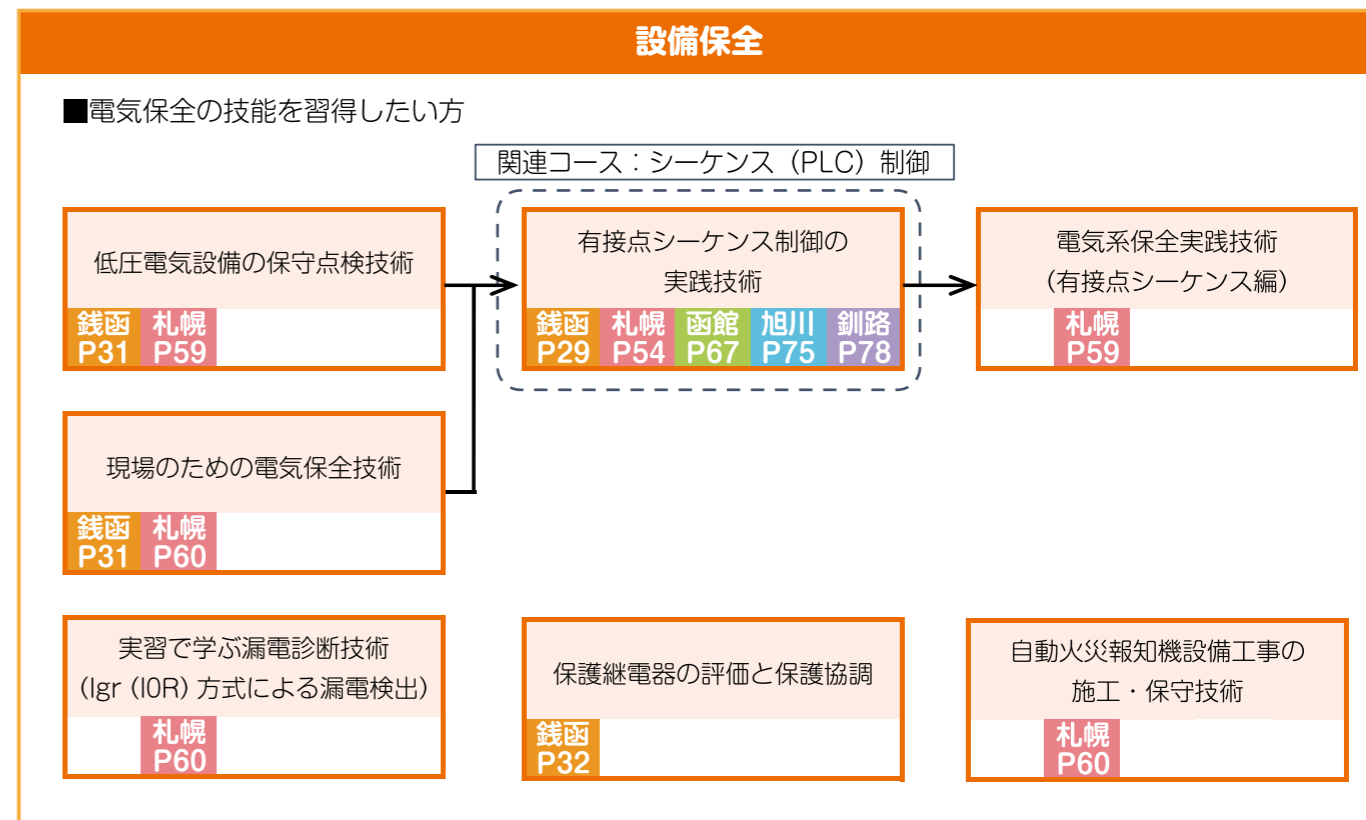 設備保全
■電気保全の技能を習得したい方
関連コース：シーケンス（PLC）制御
低圧電気設備の保守点検技術
銭函 札幌
P31 P59
有接点シーケンス制御の
実践技術
銭函 札幌 函館 旭川 釧路
P29 P54 P67 P75 P78
電気系保全実践技術
（有接点シーケンス編）
札幌
P59
現場のための電気保全技術
銭函 札幌
P31 P60
実習で学ぶ漏電診断技術
（Igr（I0R）方式による漏電検出）
札幌
P60
保護継電器の評価と保護協調
銭函
P32
自動火災報知機設備工事の
施工・保守技術
札幌
P60